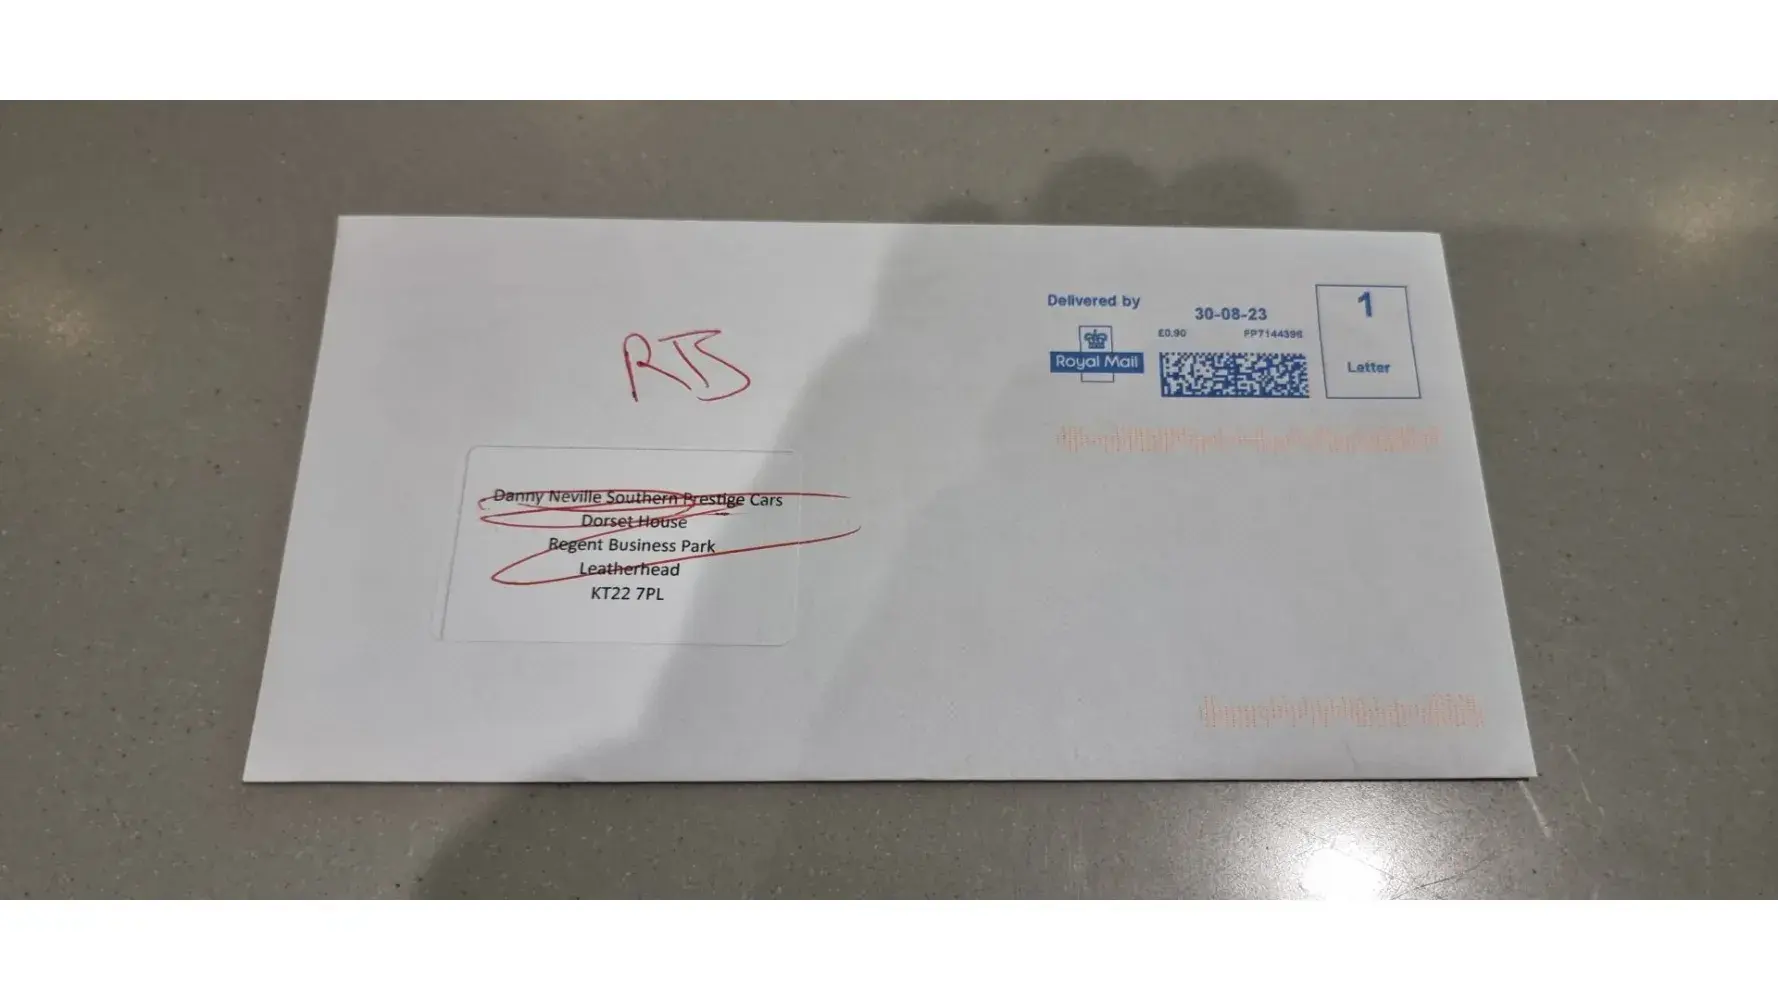 RTS
Delivered by
Royal Mail
30-08-23
£0.90 FP7144396
1
Letter
Danny Neville Southern Prestige Cars
Dorset House
Regent Business Park
Leatherhead
KT22 7PL